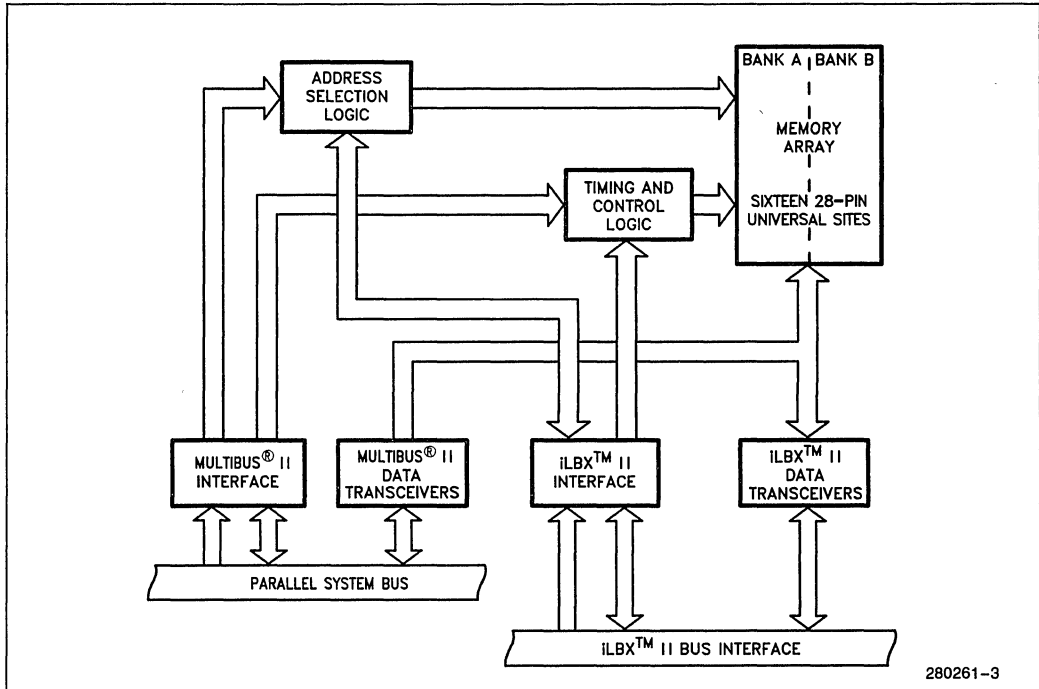 BANK A BANK B
MEMORY
ARRAY
SIXTEEN 28-PIN
UNIVERSAL SITES
ADDRESS
SELECTION
LOGIC
TIMING AND
CONTROL
LOGIC
MULTIBUS® II
INTERFACE
MULTIBUS® II
DATA
TRANSCEIVERS
iLBX™ II
INTERFACE
iLBX™ II
DATA
TRANSCEIVERS
PARALLEL SYSTEM BUS
iLBX™ II BUS INTERFACE
280261-3